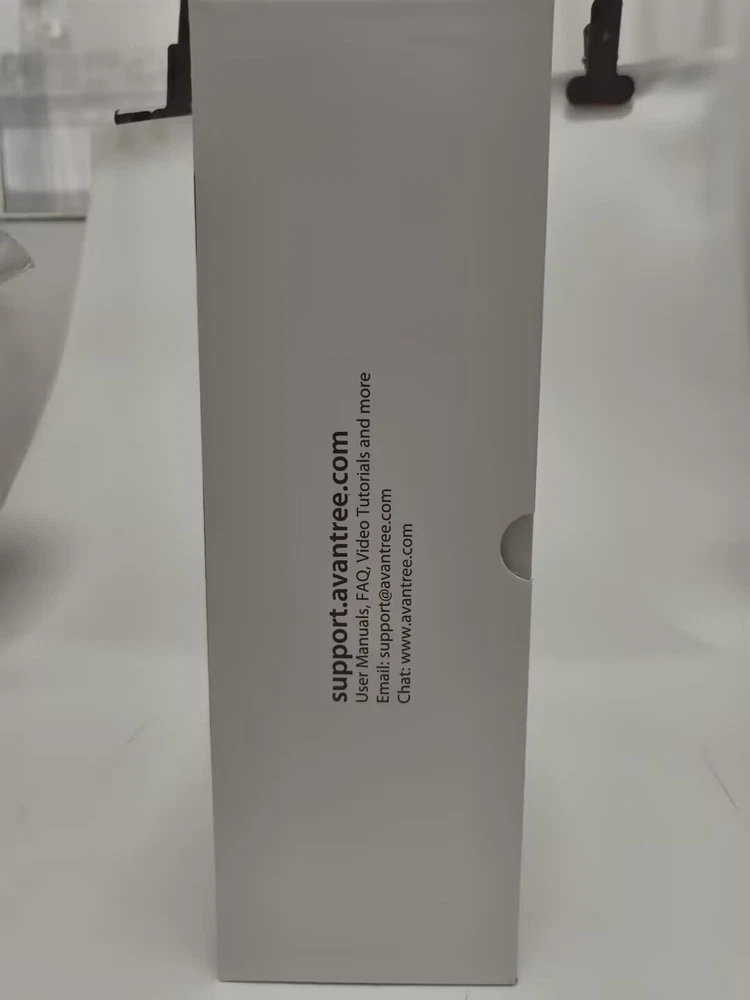 support.avantree.com
User Manuals, FAQ, Video Tutorials and more
Email: support@avantree.com
Chat: www.avantree.com